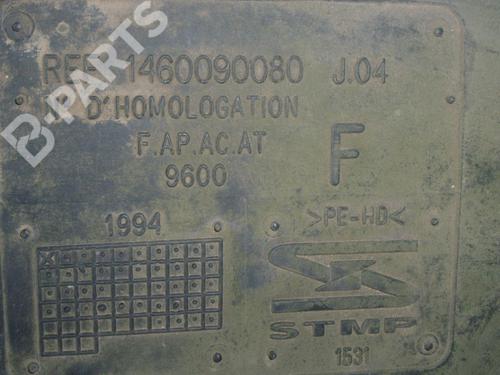 B-PARTS
REF 1460090080 J.04
D'HOMOLOGATION
F.AP.AC.AT
9600
F
1994
>PE-HD<
STMP
1531